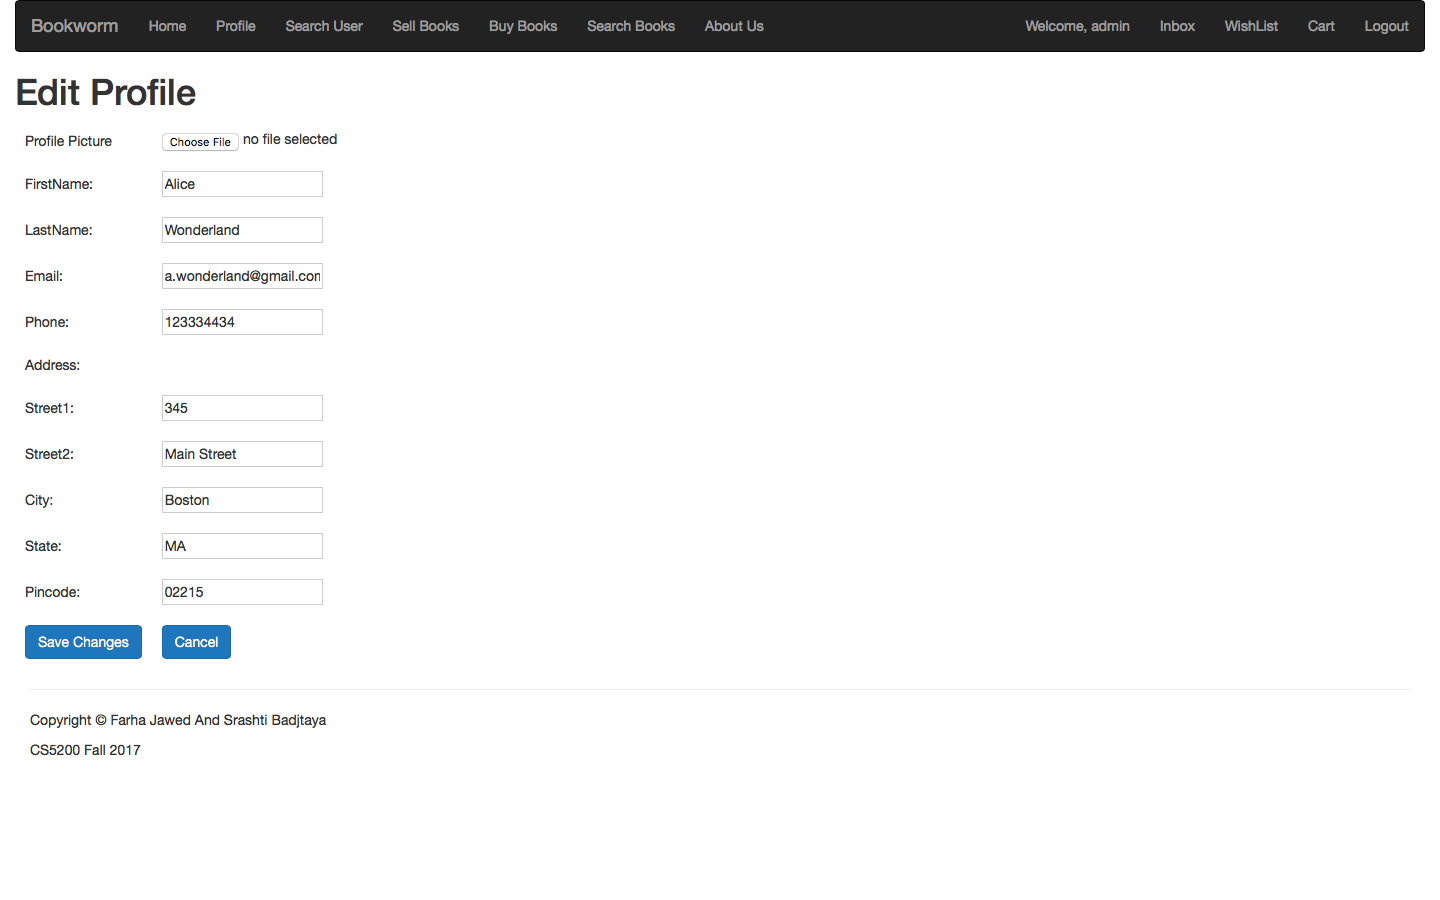 Bookworm Home Profile Search User Sell Books Buy Books Search Books About Us Welcome, admin Inbox WishList Cart Logout
Edit Profile
Profile Picture Choose File no file selected
FirstName: Alice
LastName: Wonderland
Email: a.wonderland@gmail.com
Phone: 123334434
Address:
Street1: 345
Street2: Main Street
City: Boston
State: MA
Pincode: 02215
Save Changes Cancel
Copyright © Farha Jawed And Srashti Badjtaya
CS5200 Fall 2017